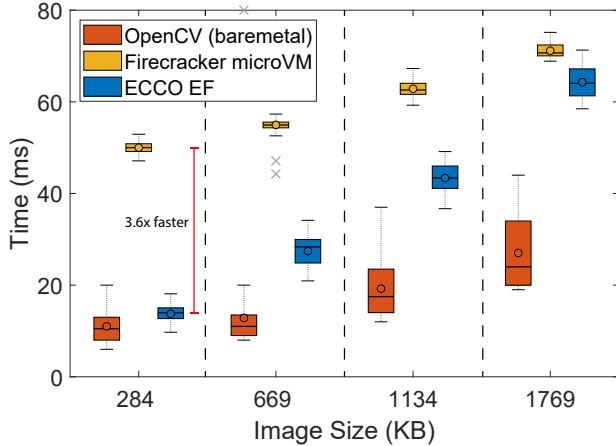 80
60
40
20
0
Time (ms)
OpenCV (baremetal)
Firecracker microVM
ECCO EF
3.6x faster
284 669 1134 1769
Image Size (KB)